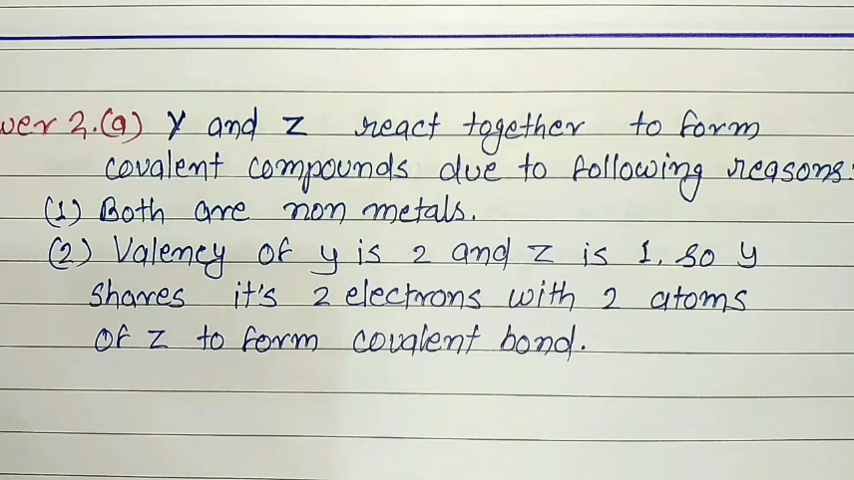 wer 2.(a) Y and Z react together to form
covalent compounds due to following reasons:
(1) Both are non metals.
(2) Valency of y is 2 and z is 1. so y
shares it's 2 electrons with 2 atoms
of z to form covalent bond.